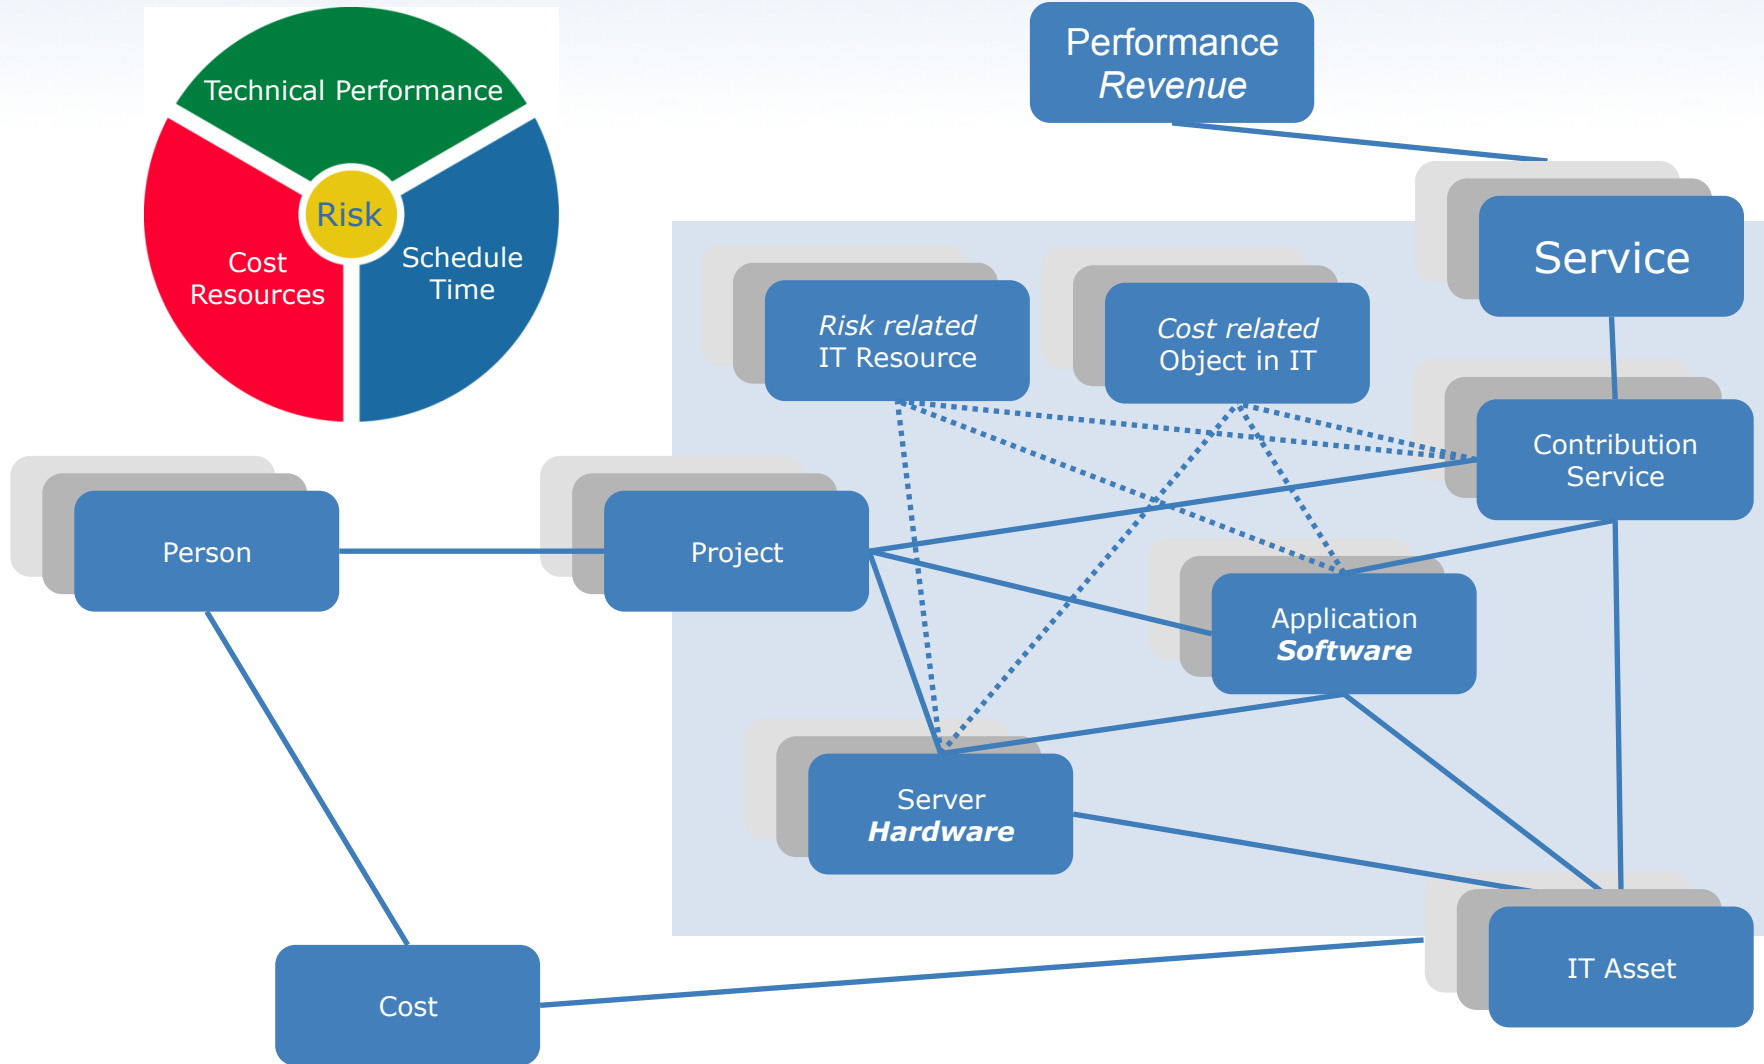 Technical Performance
Risk
Cost
Resources
Schedule
Time
Performance
Revenue
Service
Risk related
IT Resource
Cost related
Object in IT
Contribution
Service
Person
Project
Application
Software
Server
Hardware
IT Asset
Cost